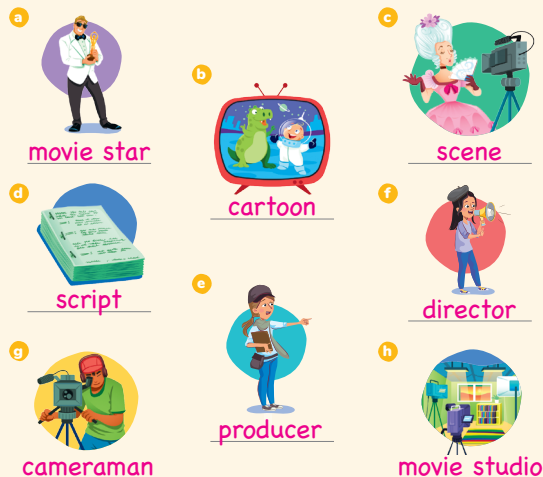 a
movie star
b
cartoon
c
scene
d
script
e
producer
f
director
g
cameraman
h
movie studio